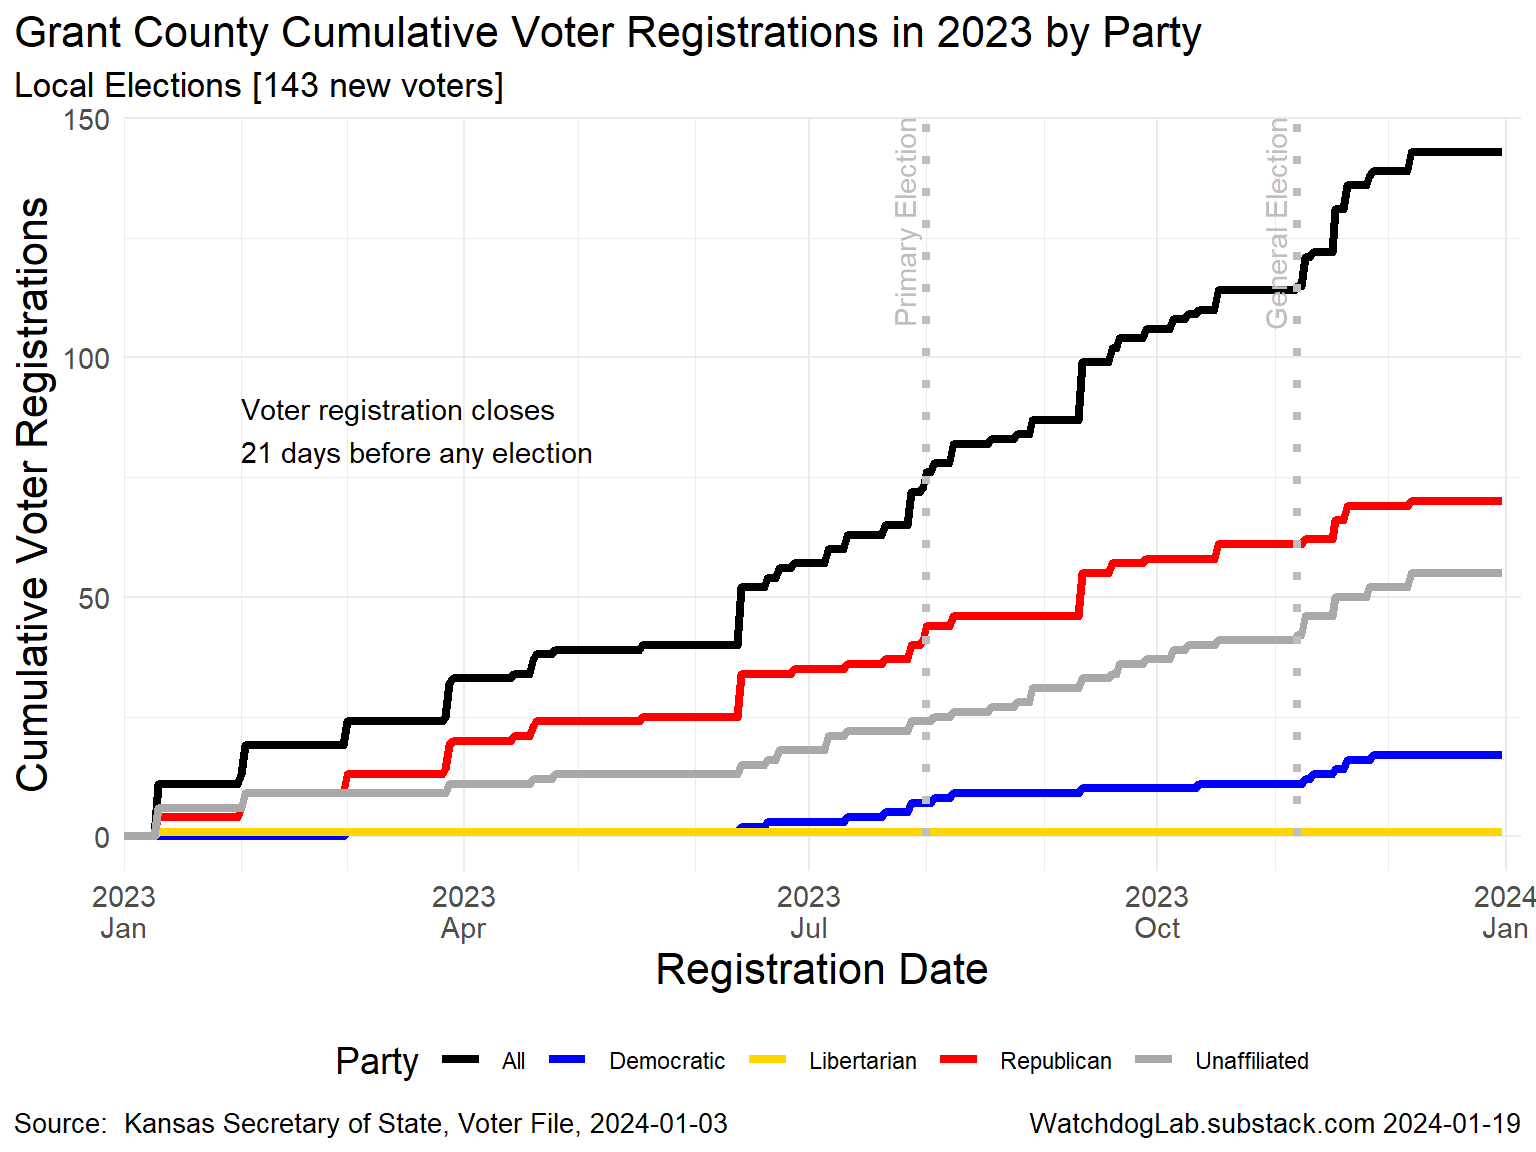 Grant County Cumulative Voter Registrations in 2023 by Party
Local Elections [143 new voters]
Cumulative Voter Registrations
150
100
50
0
Primary Election
General Election
Voter registration closes
21 days before any election
2023 2023 2023 2023 2024
Jan Apr Jul Oct Jan
Registration Date
Party All Democratic Libertarian Republican Unaffiliated
Source:  Kansas Secretary of State, Voter File, 2024-01-03 WatchdogLab.substack.com 2024-01-19